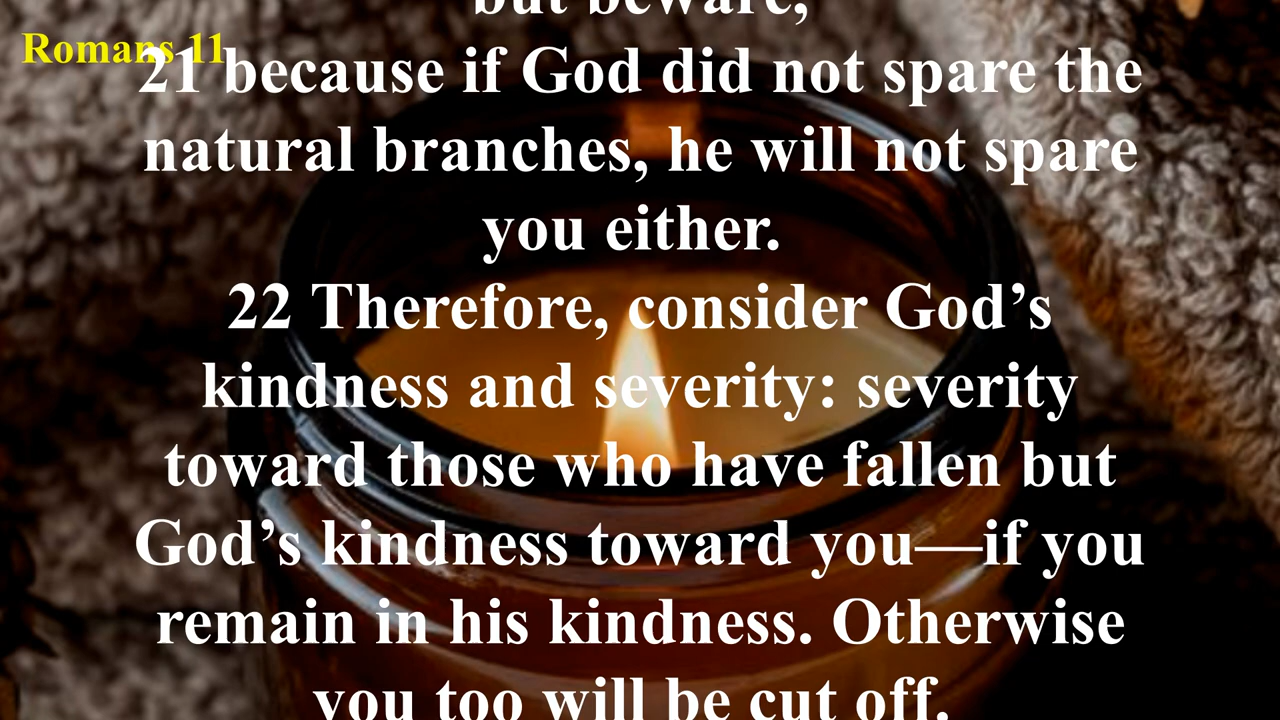 but beware,
Romans 11
21 because if God did not spare the
natural branches, he will not spare
you either.
22 Therefore, consider God’s
kindness and severity: severity
toward those who have fallen but
God’s kindness toward you—if you
remain in his kindness. Otherwise
you too will be cut off.